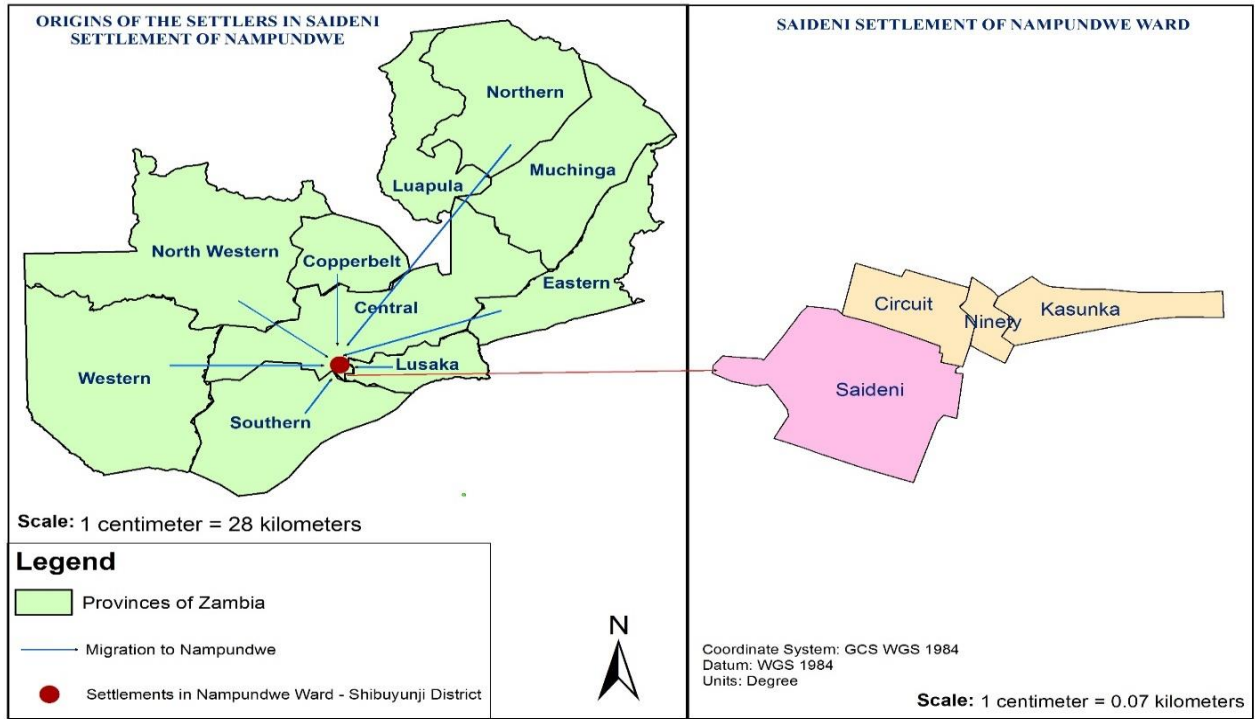 ORIGINS OF THE SETTLERS IN SAIDENI
SETTLEMENT OF NAMPUNDWE
Northern
Muchinga
Luapula
North Western
Copperbelt
Eastern
Central
Lusaka
Western
Southern
Scale: 1 centimeter = 28 kilometers
Legend
Provinces of Zambia
Migration to Nampundwe
Settlements in Nampundwe Ward - Shibuyunji District
N
SAIDENI SETTLEMENT OF NAMPUNDWE WARD
Circuit
Ninety
Kasunka
Saideni
Coordinate System: GCS WGS 1984
Datum: WGS 1984
Units: Degree
Scale: 1 centimeter = 0.07 kilometers